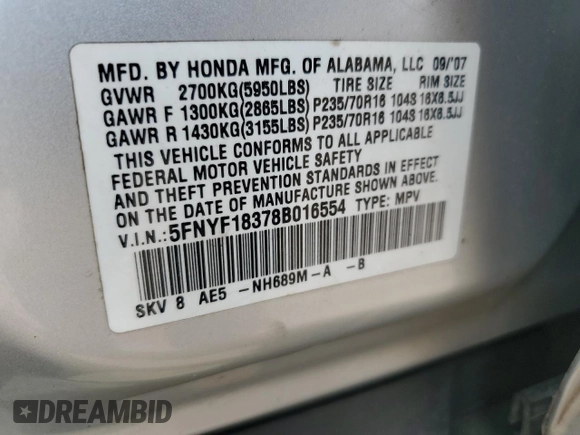 MFD. BY HONDA MFG. OF ALABAMA, LLC 09/'07
GVWR 2700KG(5950LBS) TIRE SIZE RIM SIZE
GAWR F 1300KG(2865LBS) P235/70R16 104S 16X6.5JJ
GAWR R 1430KG(3155LBS) P235/70R16 104S 16X6.5JJ
THIS VEHICLE CONFORMS TO ALL APPLICABLE
FEDERAL MOTOR VEHICLE SAFETY
AND THEFT PREVENTION STANDARDS IN EFFECT
ON THE DATE OF MANUFACTURE SHOWN ABOVE.
V.I.N.: 5FNYF18378B016554 TYPE: MPV
SKV 8 AE5 -NH689M-A -B
DREAMBID